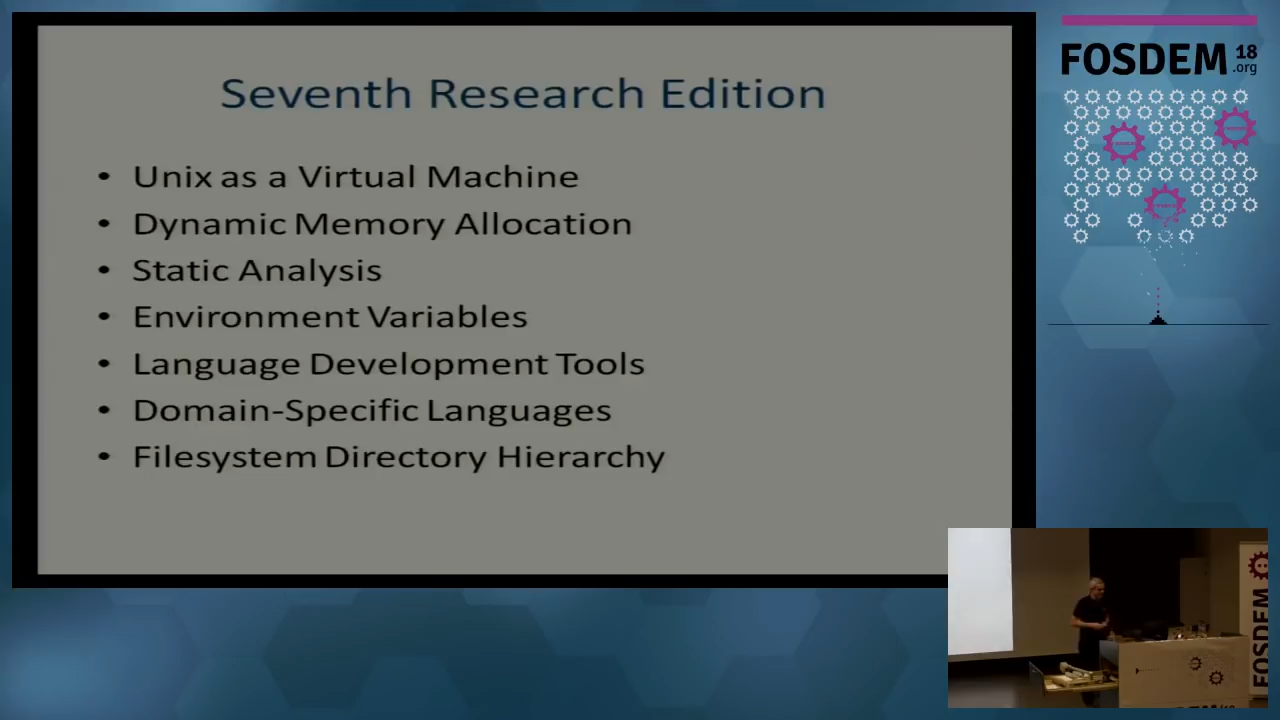 Seventh Research Edition
• Unix as a Virtual Machine
• Dynamic Memory Allocation
• Static Analysis
• Environment Variables
• Language Development Tools
• Domain-Specific Languages
• Filesystem Directory Hierarchy
FOSDEM 18
.org
FOSDEM